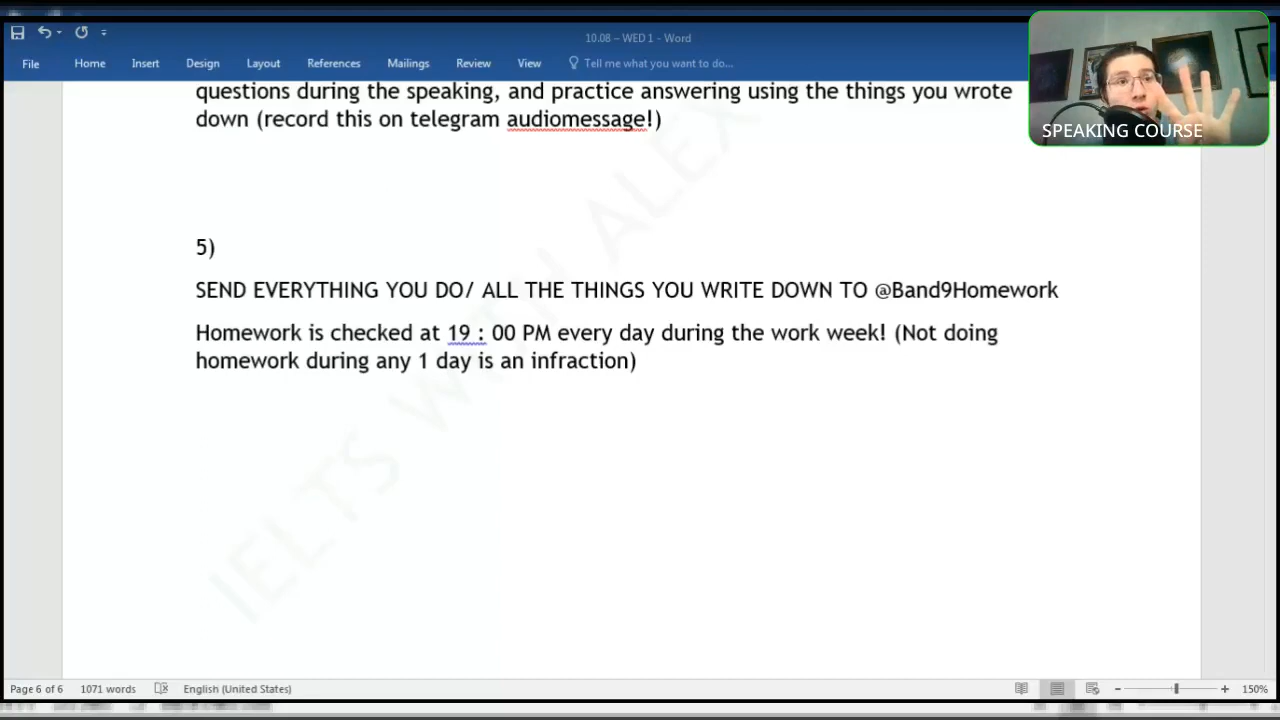 10.08 – WED 1 - Word
File Home Insert Design Layout References Mailings Review View Tell me what you want to do...
SPEAKING COURSE
questions during the speaking, and practice answering using the things you wrote
down (record this on telegram audiomessage!)
5)
SEND EVERYTHING YOU DO/ ALL THE THINGS YOU WRITE DOWN TO @Band9Homework
Homework is checked at 19 : 00 PM every day during the work week! (Not doing
homework during any 1 day is an infraction)
IELTS WITH ALEX
Page 6 of 6 1071 words English (United States) 150%